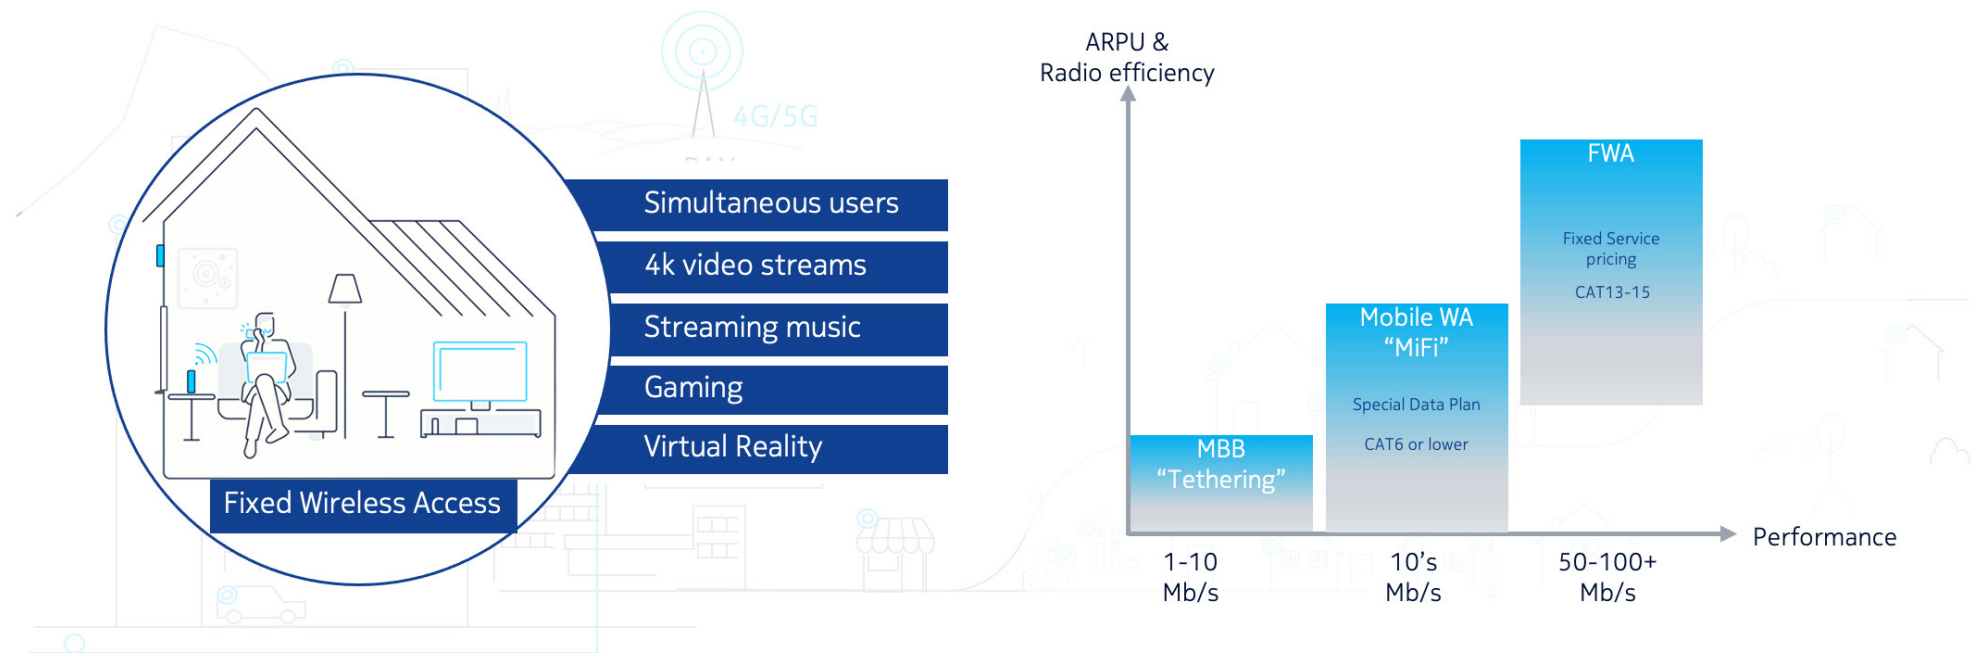 4G/5G
Simultaneous users
4k video streams
Streaming music
Gaming
Virtual Reality
Fixed Wireless Access
ARPU &
Radio efficiency
FWA
Fixed Service
pricing
CAT13-15
Mobile WA
“MiFi”
Special Data Plan
CAT6 or lower
MBB
“Tethering”
Performance
1-10
Mb/s
10’s
Mb/s
50-100+
Mb/s